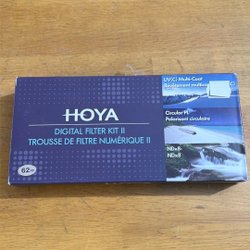 HOYA
DIGITAL FILTER KIT II
TROUSSE DE FILTRE NUMÉRIQUE II
62
UV(C) Multi-Coat
Circular PL
Polarisant circulaire
NDx8
NDx8